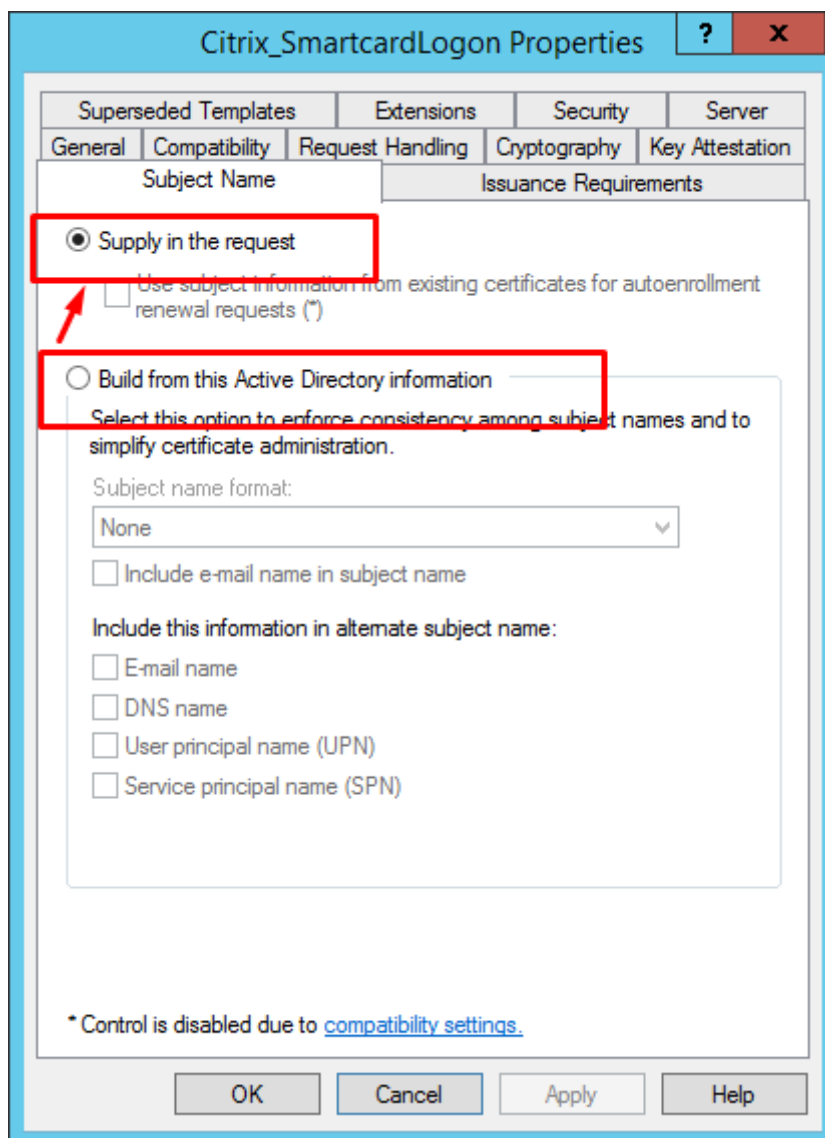 Citrix_SmartcardLogon Properties
?
x
Superseded Templates Extensions Security Server
General Compatibility Request Handling Cryptography Key Attestation
Subject Name Issuance Requirements
Supply in the request
Use subject information from existing certificates for autoenrollment
renewal requests (*)
Build from this Active Directory information
Select this option to enforce consistency among subject names and to
simplify certificate administration.
Subject name format:
None
Include e-mail name in subject name
Include this information in alternate subject name:
E-mail name
DNS name
User principal name (UPN)
Service principal name (SPN)
* Control is disabled due to compatibility settings.
OK Cancel Apply Help